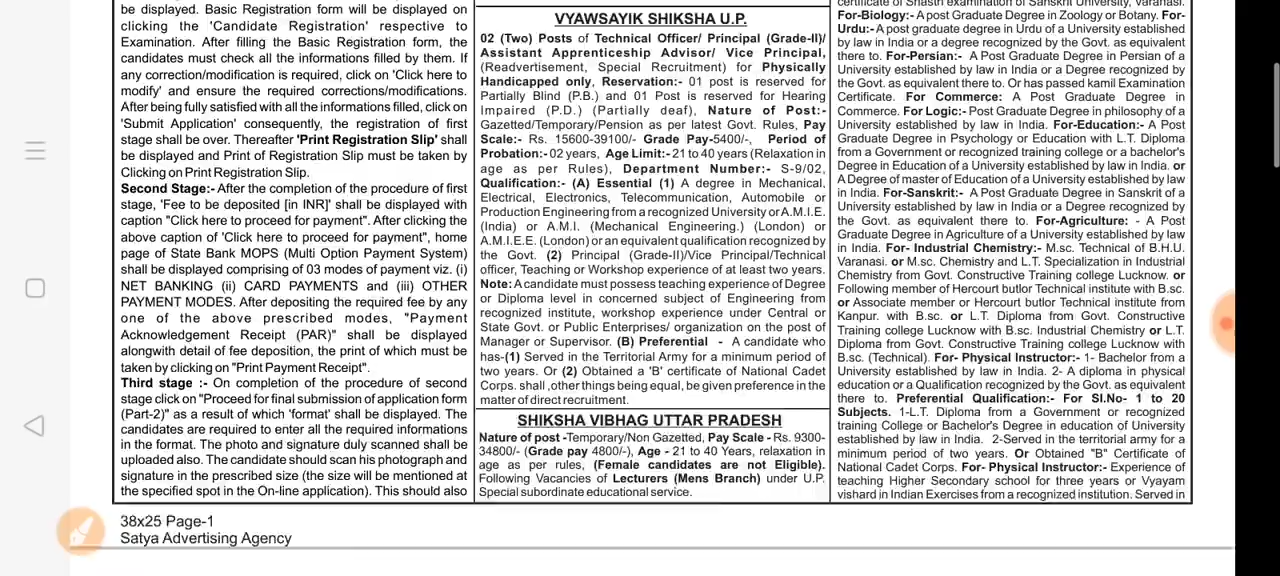 be displayed. Basic Registration form will be displayed on
clicking the 'Candidate Registration' respective to
Examination. After filling the Basic Registration form, the
candidates must check all the informations filled by them. If
any correction/modification is required, click on 'Click here to
modify' and ensure the required corrections/modifications.
After being fully satisfied with all the informations filled, click on
'Submit Application' consequently, the registration of first
stage shall be over. Thereafter 'Print Registration Slip' shall
be displayed and Print of Registration Slip must be taken by
Clicking on Print Registration Slip.
Second Stage:- After the completion of the procedure of first
stage, 'Fee to be deposited [in INR]' shall be displayed with
caption "Click here to proceed for payment". After clicking the
above caption of 'Click here to proceed for payment", home
page of State Bank MOPS (Multi Option Payment System)
shall be displayed comprising of 03 modes of payment viz. (i)
NET BANKING (ii) CARD PAYMENTS and (iii) OTHER
PAYMENT MODES. After depositing the required fee by any
one of the above prescribed modes, "Payment
Acknowledgement Receipt (PAR)" shall be displayed
alongwith detail of fee deposition, the print of which must be
taken by clicking on "Print Payment Receipt".
Third stage :- On completion of the procedure of second
stage click on "Proceed for final submission of application form
(Part-2)" as a result of which 'format' shall be displayed. The
candidates are required to enter all the required informations
in the format. The photo and signature duly scanned shall be
uploaded also. The candidate should scan his photograph and
signature in the prescribed size (the size will be mentioned at
the specified spot in the On-line application). This should also
VYAWSAYIK SHIKSHA U.P.
02 (Two) Posts of Technical Officer/ Principal (Grade-II)/
Assistant Apprenticeship Advisor/ Vice Principal,
(Readvertisement, Special Recruitment) for Physically
Handicapped only, Reservation:- 01 post is reserved for
Partially Blind (P.B.) and 01 Post is reserved for Hearing
Impaired (P.D.) (Partially deaf), Nature of Post:-
Gazetted/Temporary/Pension as per latest Govt. Rules, Pay
Scale:- Rs. 15600-39100/- Grade Pay-5400/-, Period of
Probation:- 02 years, Age Limit:- 21 to 40 years (Relaxation in
age as per Rules), Department Number:- S-9/02,
Qualification:- (A) Essential (1) A degree in Mechanical,
Electrical, Electronics, Telecommunication, Automobile or
Production Engineering from a recognized University or A.M.I.E.
(India) or A.M.I. (Mechanical Engineering.) (London) or
A.M.I.E.E. (London) or an equivalent qualification recognized by
the Govt. (2) Principal (Grade-II)/Vice Principal/Technical
officer, Teaching or Workshop experience of at least two years.
Note: A candidate must possess teaching experience of Degree
or Diploma level in concerned subject of Engineering from
recognized institute, workshop experience under Central or
State Govt. or Public Enterprises/ organization on the post of
Manager or Supervisor. (B) Preferential - A candidate who
has-(1) Served in the Territorial Army for a minimum period of
two years. Or (2) Obtained a 'B' certificate of National Cadet
Corps. shall ,other things being equal, be given preference in the
matter of direct recruitment.
SHIKSHA VIBHAG UTTAR PRADESH
Nature of post -Temporary/Non Gazetted, Pay Scale - Rs. 9300-
34800/- (Grade pay 4800/-), Age - 21 to 40 Years, relaxation in
age as per rules, (Female candidates are not Eligible).
Following Vacancies of Lecturers (Mens Branch) under U.P.
Special subordinate educational service.
certificate of Shastri examination of Sanskrit University, Varanasi.
For-Biology:- A post Graduate Degree in Zoology or Botany. For-
Urdu:- A post graduate degree in Urdu of a University established
by law in India or a degree recognized by the Govt. as equivalent
there to. For-Persian:- A Post Graduate Degree in Persian of a
University established by law in India or a Degree recognized by
the Govt. as equivalent there to. Or has passed kamil Examination
Certificate. For Commerce: A Post Graduate Degree in
Commerce. For Logic:- Post Graduate Degree in philosophy of a
University established by law in India. For-Education:- A Post
Graduate Degree in Psychology or Education with L.T. Diploma
from a Government or recognized training college or a bachelor's
Degree in Education of a University established by law in India. or
A Degree of master of Education of a University established by law
in India. For-Sanskrit:- A Post Graduate Degree in Sanskrit of a
University established by law in India or a Degree recognized by
the Govt. as equivalent there to. For-Agriculture: - A Post
Graduate Degree in Agriculture of a University established by law
in India. For- Industrial Chemistry:- M.sc. Technical of B.H.U.
Varanasi. or M.sc. Chemistry and L.T. Specialization in Industrial
Chemistry from Govt. Constructive Training college Lucknow. or
Following member of Hercourt butlor Technical institute with B.sc.
or Associate member or Hercourt butlor Technical institute from
Kanpur. with B.sc. or L.T. Diploma from Govt. Constructive
Training college Lucknow with B.sc. Industrial Chemistry or L.T.
Diploma from Govt. Constructive Training college Lucknow with
B.sc. (Technical). For- Physical Instructor:- 1- Bachelor from a
University established by law in India. 2- A diploma in physical
education or a Qualification recognized by the Govt. as equivalent
there to. Preferential Qualification:- For Sl.No- 1 to 20
Subjects. 1-L.T. Diploma from a Government or recognized
training College or Bachelor's Degree in education of University
established by law in India. 2-Served in the territorial army for a
minimum period of two years. Or Obtained "B" Certificate of
National Cadet Corps. For- Physical Instructor:- Experience of
teaching Higher Secondary school for three years or Vyayam
vishard in Indian Exercises from a recognized institution. Served in
38x25 Page-1
Satya Advertising Agency